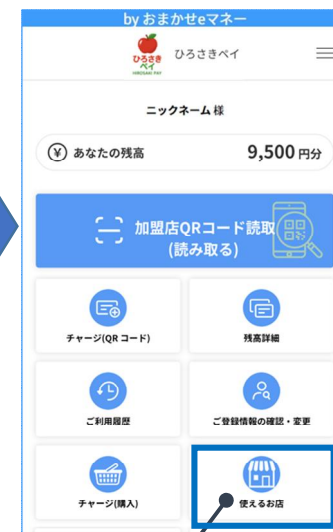 by おまかせeマネー
ひろさき
ペイ
HIROSAKI PAY
ひろさきペイ
ニックネーム 様
¥ あなたの残高 9,500 円分
加盟店QRコード読取
(読み取る)
チャージ(QR コード) 残高詳細
ご利用履歴 ご登録情報の確認・変更
チャージ(購入) 使えるお店